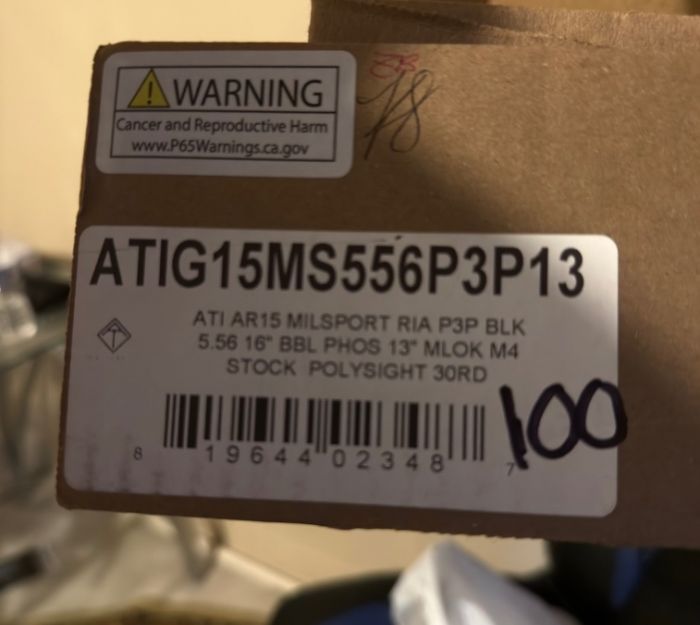 WARNING
Cancer and Reproductive Harm
www.P65Warnings.ca.gov
78
ATIG15MS556P3P13
ATI AR15 MILSPORT RIA P3P BLK
5.56 16" BBL PHOS 13" MLOK M4
STOCK POLYSIGHT 30RD
100
8 19644 02348 7